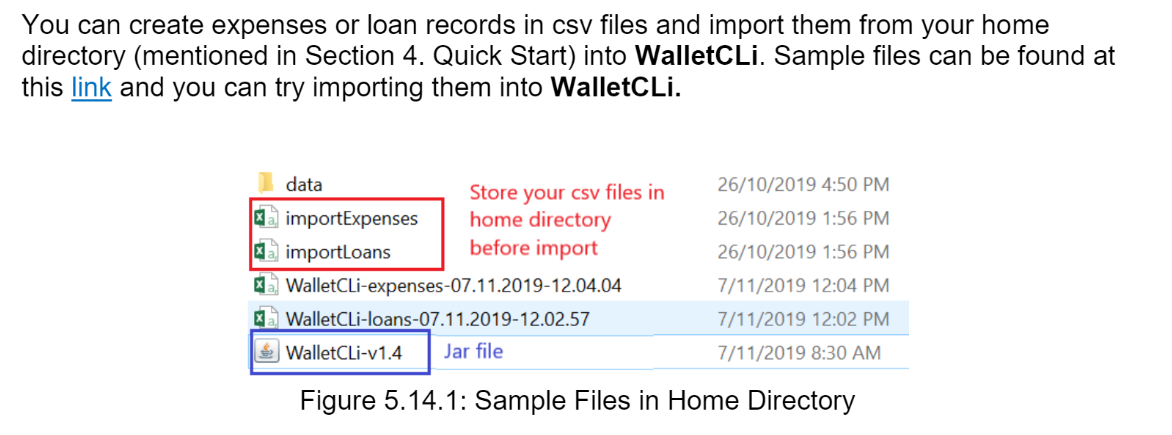 You can create expenses or loan records in csv files and import them from your home
directory (mentioned in Section 4. Quick Start) into WalletCLi. Sample files can be found at
this link and you can try importing them into WalletCLi.
data 26/10/2019 4:50 PM
Store your csv files in
importExpenses home directory 26/10/2019 1:56 PM
importLoans before import 26/10/2019 1:56 PM
WalletCLi-expenses-07.11.2019-12.04.04 7/11/2019 12:04 PM
WalletCLi-loans-07.11.2019-12.02.57 7/11/2019 12:02 PM
WalletCLi-v1.4 Jar file 7/11/2019 8:30 AM
Figure 5.14.1: Sample Files in Home Directory